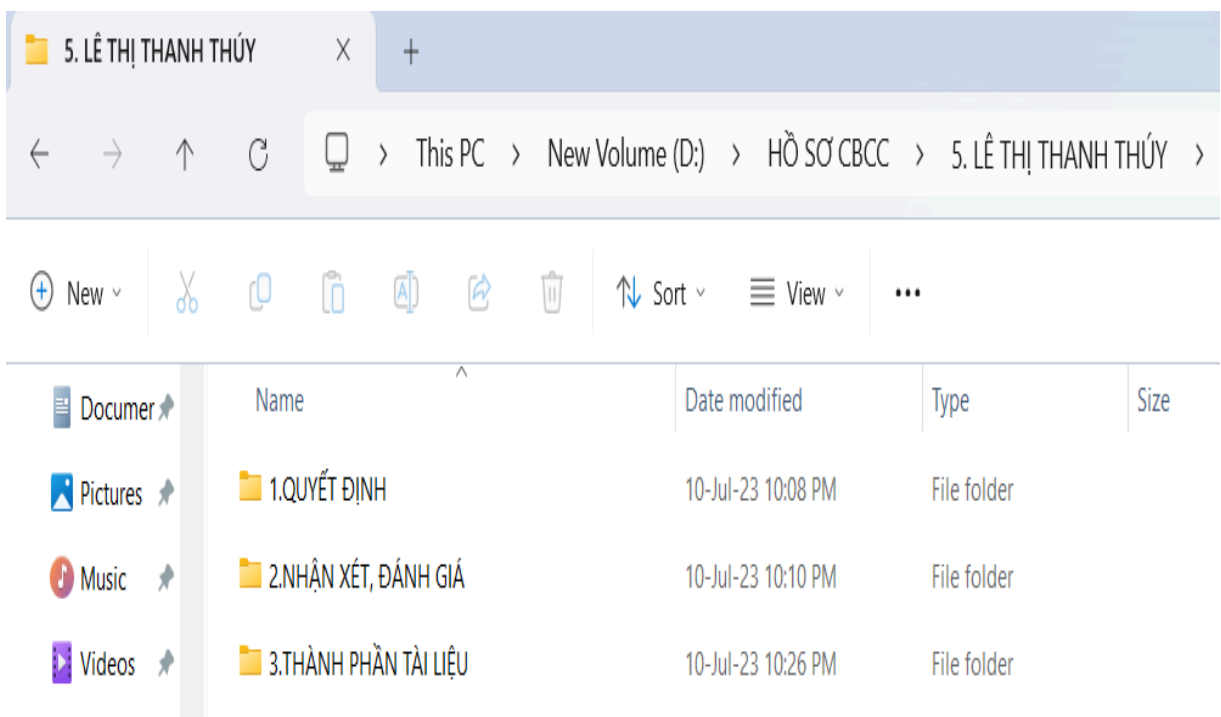 5. LÊ THỊ THANH THÚY
This PC > New Volume (D:) > HỒ SƠ CBCC > 5. LÊ THỊ THANH THÚY >
New Sort View •••
Name Date modified Type Size
Documer
Pictures 1.QUYẾT ĐỊNH 10-Jul-23 10:08 PM File folder
Music 2.NHẬN XÉT, ĐÁNH GIÁ 10-Jul-23 10:10 PM File folder
Videos 3.THÀNH PHẦN TÀI LIỆU 10-Jul-23 10:26 PM File folder